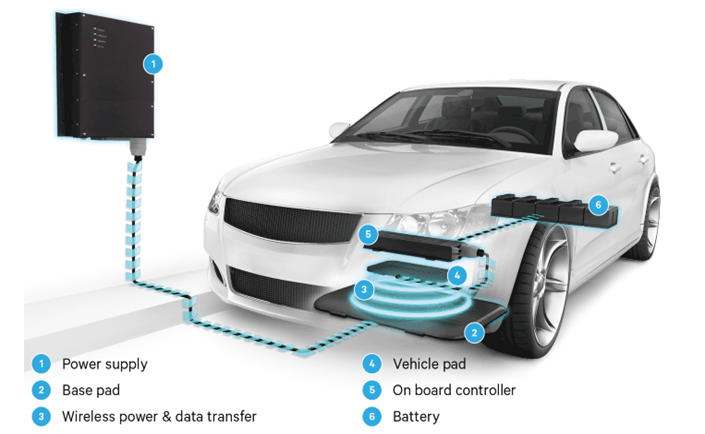 1
6
5
4
3
2
1 Power supply
2 Base pad
3 Wireless power & data transfer
4 Vehicle pad
5 On board controller
6 Battery